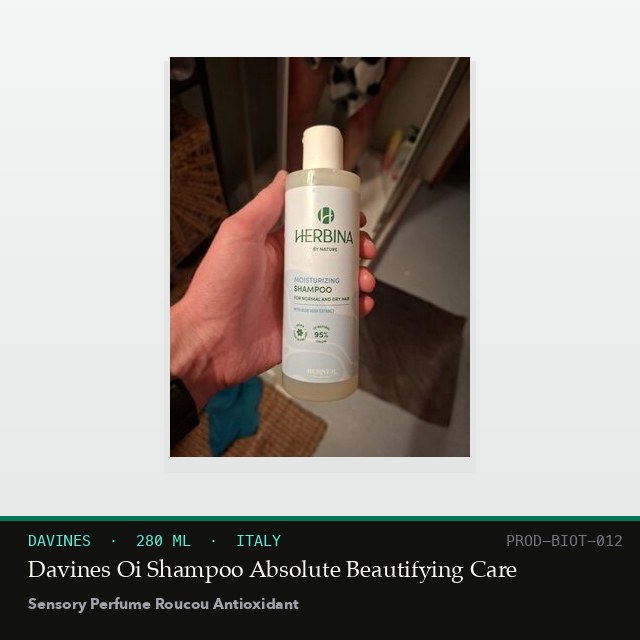 HERBINA
BY NATURE
MOISTURIZING
SHAMPOO
FOR NORMAL AND DRY HAIR
95%
DAVINES · 280 ML · ITALY
PROD–BIOT–012
Davines Oi Shampoo Absolute Beautifying Care
Sensory Perfume Roucou Antioxidant